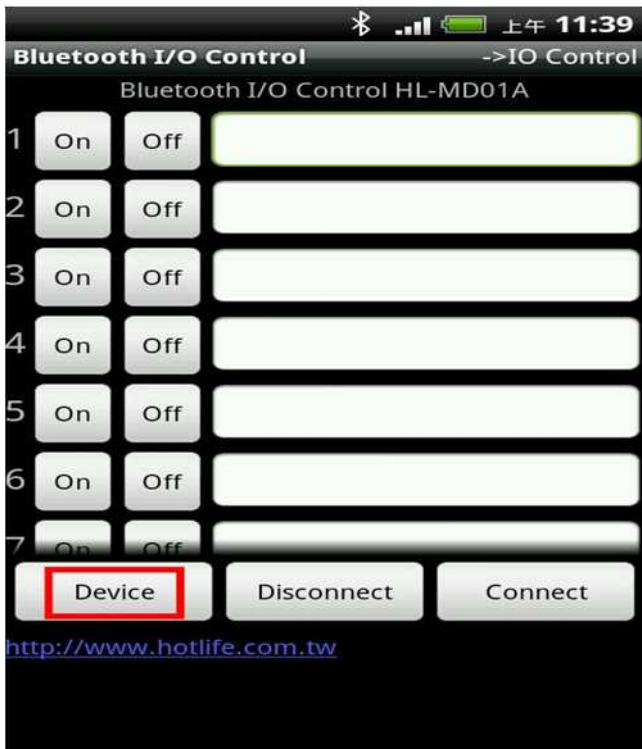 上午 11:39
Bluetooth I/O Control ->IO Control
Bluetooth I/O Control HL-MD01A
1 On Off
2 On Off
3 On Off
4 On Off
5 On Off
6 On Off
7 On Off
Device Disconnect Connect
http://www.hotlife.com.tw